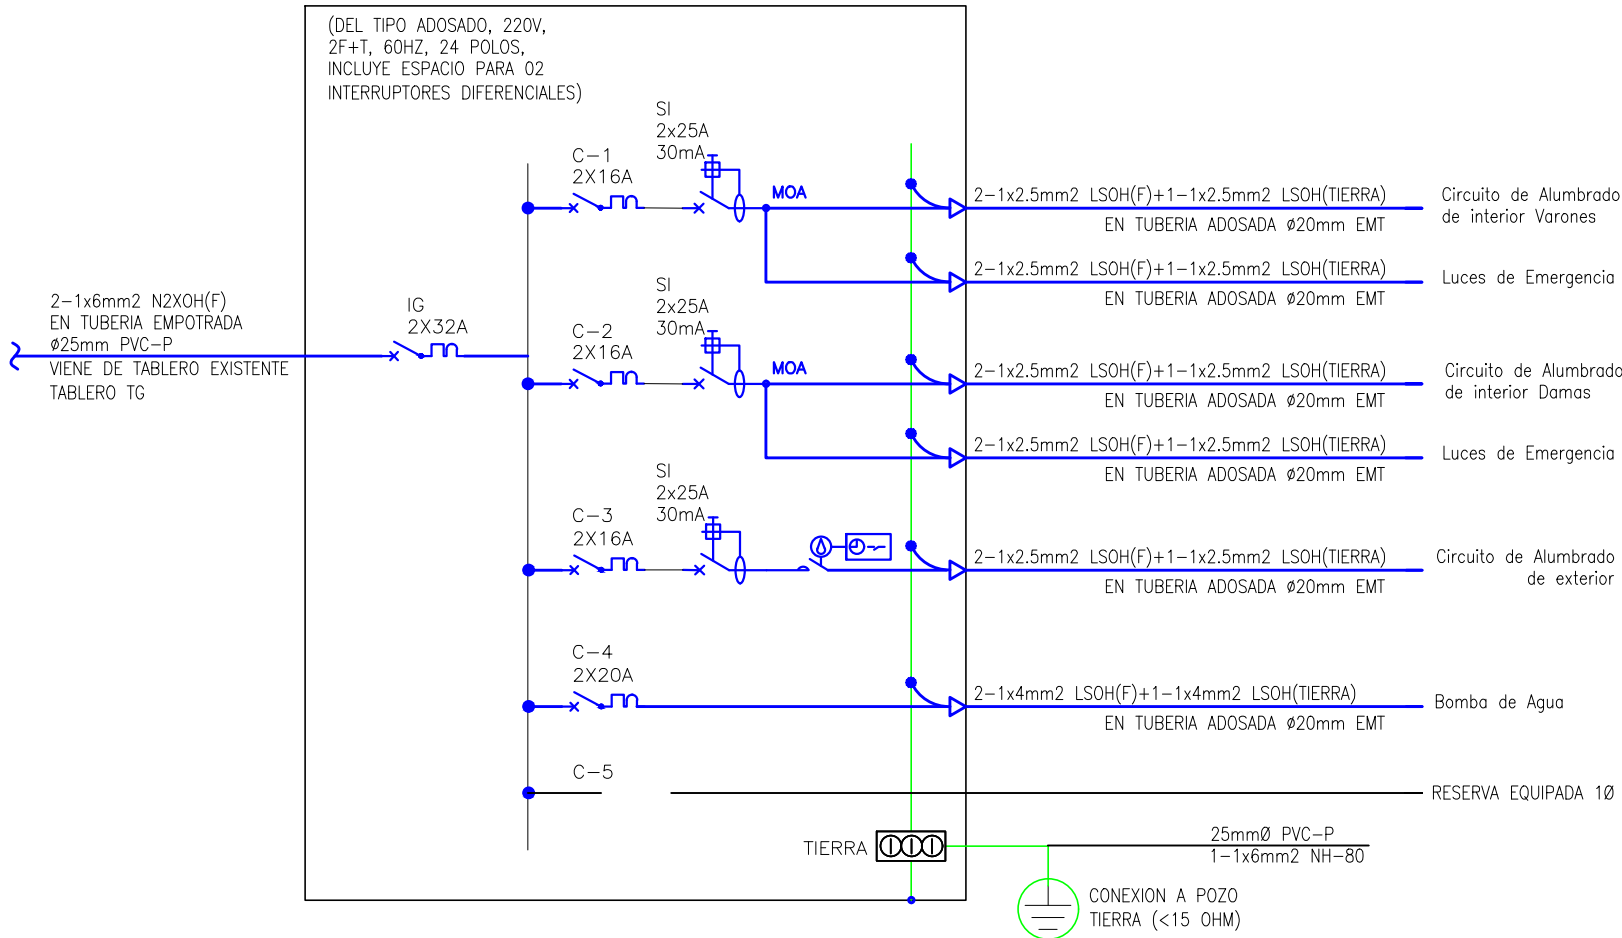 (DEL TIPO ADOSADO, 220V,
2F+T, 60HZ, 24 POLOS,
INCLUYE ESPACIO PARA 02
INTERRUPTORES DIFERENCIALES)
2-1x6mm2 N2XOH(F)
EN TUBERIA EMPOTRADA
ø25mm PVC-P
VIENE DE TABLERO EXISTENTE
TABLERO TG
IG
2X32A
C-1
2X16A
SI
2x25A
30mA
MOA
2-1x2.5mm2 LSOH(F)+1-1x2.5mm2 LSOH(TIERRA)
EN TUBERIA ADOSADA ø20mm EMT
Circuito de Alumbrado
de interior Varones
2-1x2.5mm2 LSOH(F)+1-1x2.5mm2 LSOH(TIERRA)
EN TUBERIA ADOSADA ø20mm EMT
Luces de Emergencia
C-2
2X16A
SI
2x25A
30mA
MOA
2-1x2.5mm2 LSOH(F)+1-1x2.5mm2 LSOH(TIERRA)
EN TUBERIA ADOSADA ø20mm EMT
Circuito de Alumbrado
de interior Damas
2-1x2.5mm2 LSOH(F)+1-1x2.5mm2 LSOH(TIERRA)
EN TUBERIA ADOSADA ø20mm EMT
Luces de Emergencia
C-3
2X16A
SI
2x25A
30mA
2-1x2.5mm2 LSOH(F)+1-1x2.5mm2 LSOH(TIERRA)
EN TUBERIA ADOSADA ø20mm EMT
Circuito de Alumbrado
de exterior
C-4
2X20A
2-1x4mm2 LSOH(F)+1-1x4mm2 LSOH(TIERRA)
EN TUBERIA ADOSADA ø20mm EMT
Bomba de Agua
C-5
RESERVA EQUIPADA 1Ø
TIERRA
25mmØ PVC-P
1-1x6mm2 NH-80
CONEXION A POZO
TIERRA (<15 OHM)